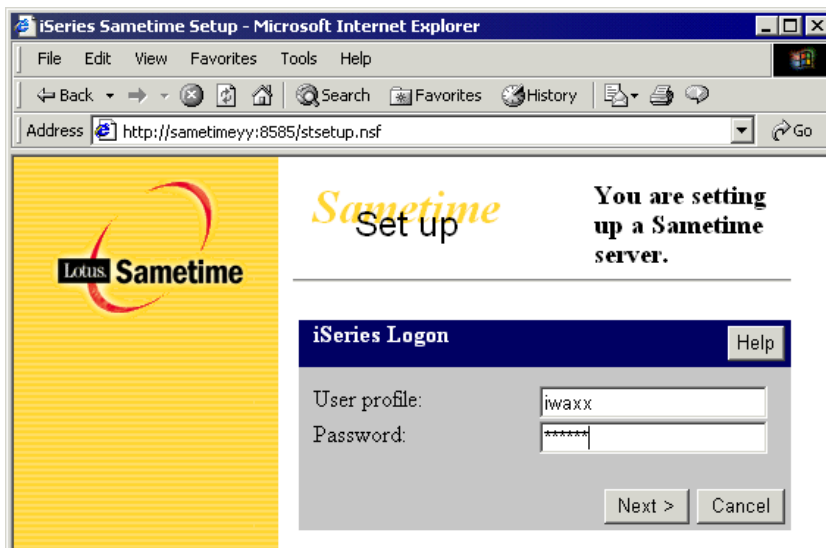 iSeries Sametime Setup - Microsoft Internet Explorer
File Edit View Favorites Tools Help
Back Search Favorites History
Address http://sametimeyy:8585/stsetup.nsf Go
Lotus Sametime
Sametime
Set up
You are setting
up a Sametime
server.
iSeries Logon Help
User profile: iwaxx
Password: ******
Next > Cancel